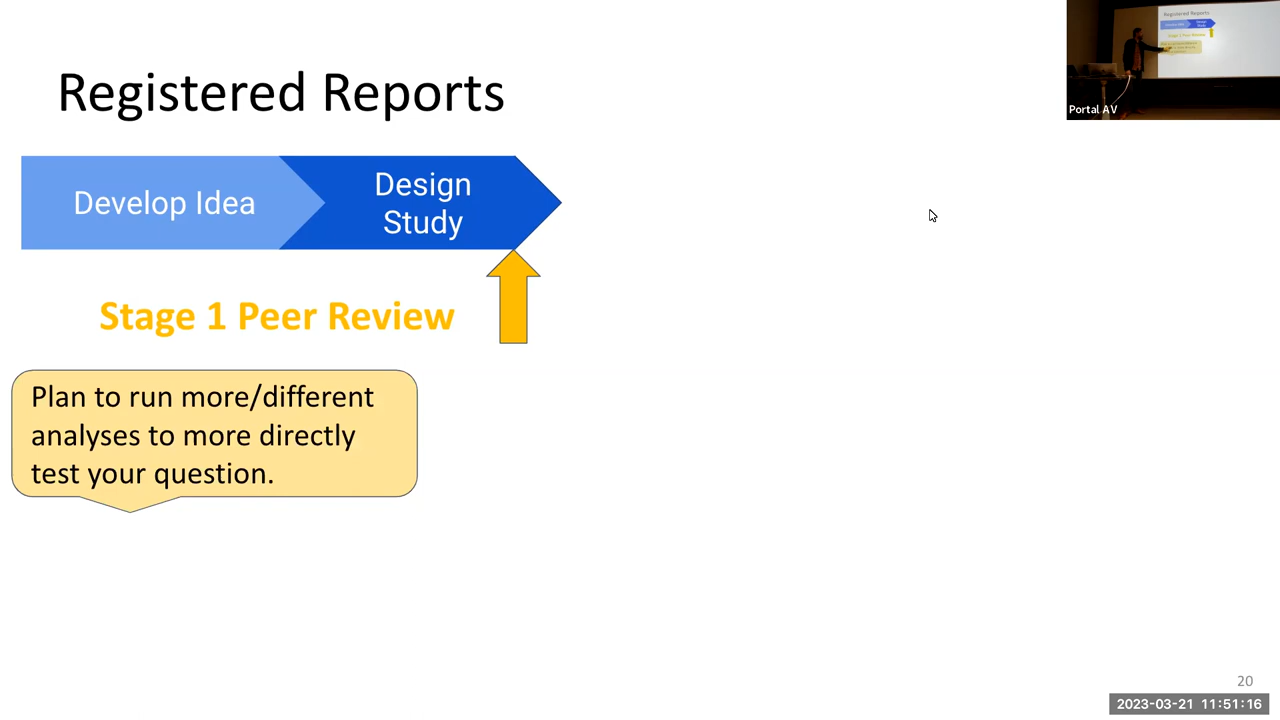 Registered Reports
Develop Idea
Design
Study
Stage 1 Peer Review
Plan to run more/different
analyses to more directly
test your question.
Portal AV
20
2023-03-21 11:51:16